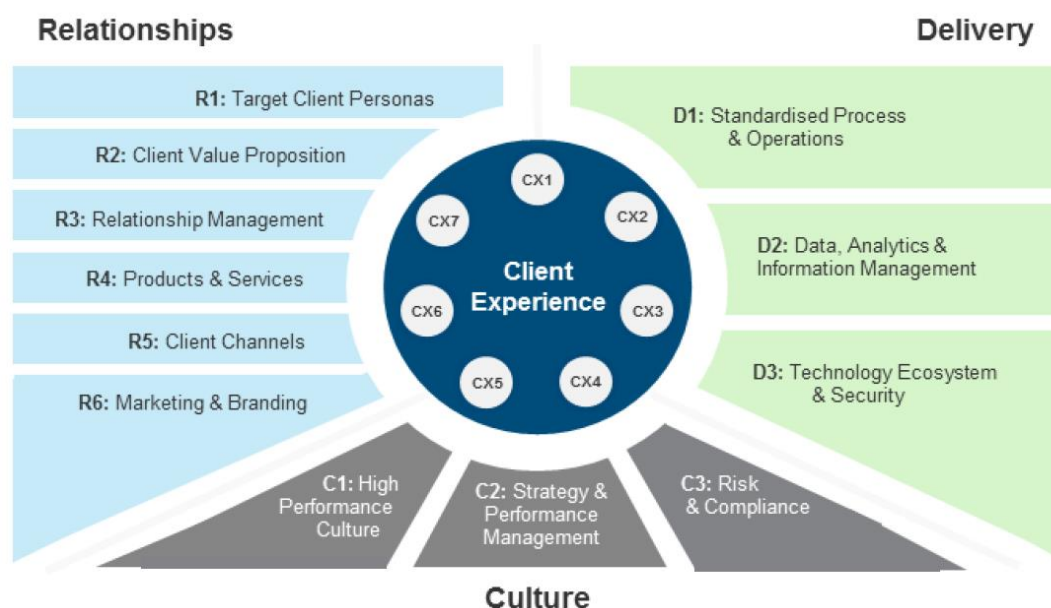 Relationships
Delivery
R1: Target Client Personas
R2: Client Value Proposition
R3: Relationship Management
R4: Products & Services
R5: Client Channels
R6: Marketing & Branding
D1: Standardised Process
& Operations
D2: Data, Analytics &
Information Management
D3: Technology Ecosystem
& Security
CX1
CX2
CX3
CX4
CX5
CX6
CX7
Client
Experience
C1: High
Performance
Culture
C2: Strategy &
Performance
Management
C3: Risk
& Compliance
Culture